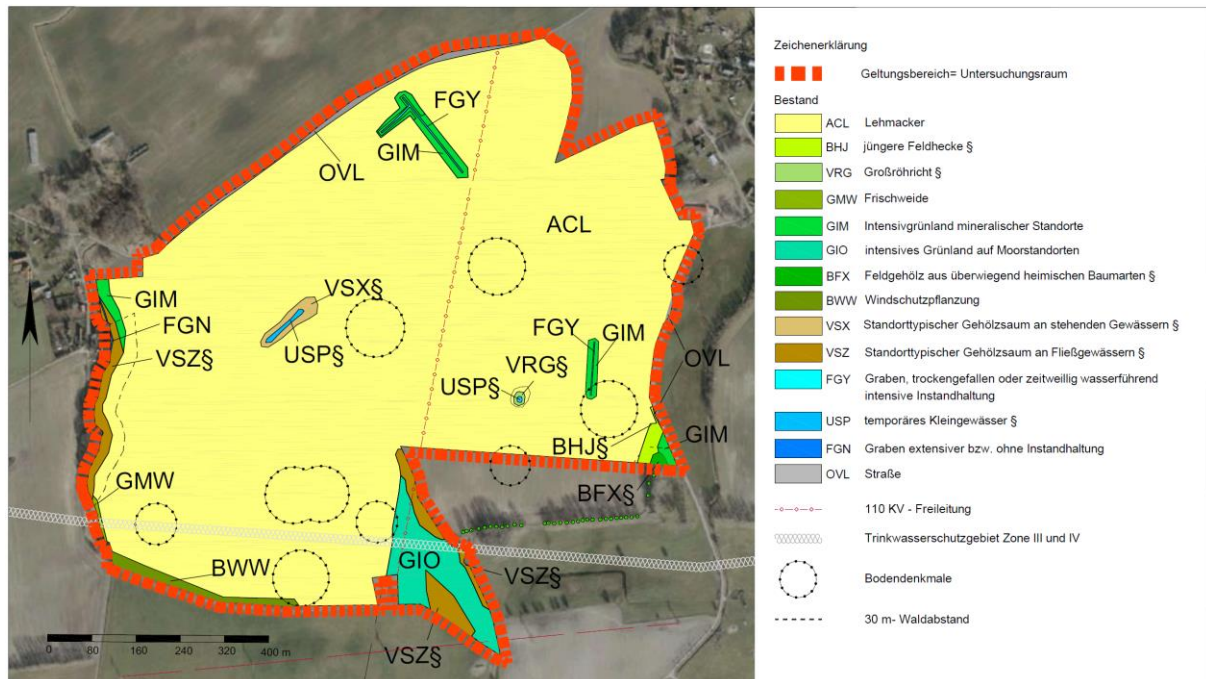 FGY
GIM
OVL
ACL
GIM
VSX§
FGN
FGY
GIM
VSZ§
USP§
OVL
VRG§
USP§
BHJ§
GIM
GMW
BFX§
BWW
GIO
VSZ§
VSZ§
0 80 160 240 320 400 m
Zeichenerklärung
Geltungsbereich= Untersuchungsraum
Bestand
ACL Lehmacker
BHJ jüngere Feldhecke §
VRG Großröhricht §
GMW Frischweide
GIM Intensivgrünland mineralischer Standorte
GIO intensives Grünland auf Moorstandorten
BFX Feldgehölz aus überwiegend heimischen Baumarten §
BWW Windschutzpflanzung
VSX Standorttypischer Gehölzsaum an stehenden Gewässern §
VSZ Standorttypischer Gehölzsaum an Fließgewässern §
FGY Graben, trockengefallen oder zeitweilig wasserführend
intensive Instandhaltung
USP temporäres Kleingewässer §
FGN Graben extensiver bzw. ohne Instandhaltung
OVL Straße
110 KV - Freileitung
Trinkwasserschutzgebiet Zone III und IV
Bodendenkmale
30 m- Waldabstand